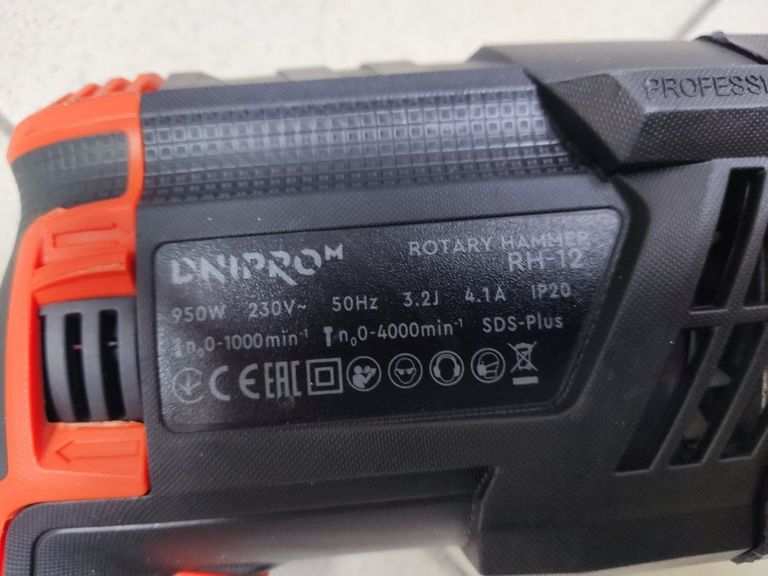 PROFESSI
DNIPRO M
ROTARY HAMMER
RH-12
950W 230V~ 50Hz 3.2J 4.1A IP20
n₀0-1000min⁻¹ n₀0-4000min⁻¹ SDS-Plus
CE EAC